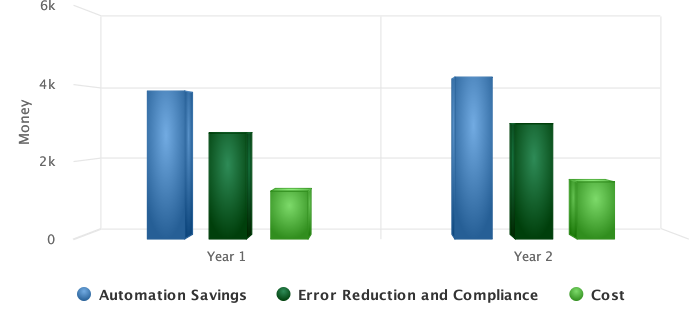 6k
4k
2k
0
Money
Year 1
Year 2
Automation Savings
Error Reduction and Compliance
Cost